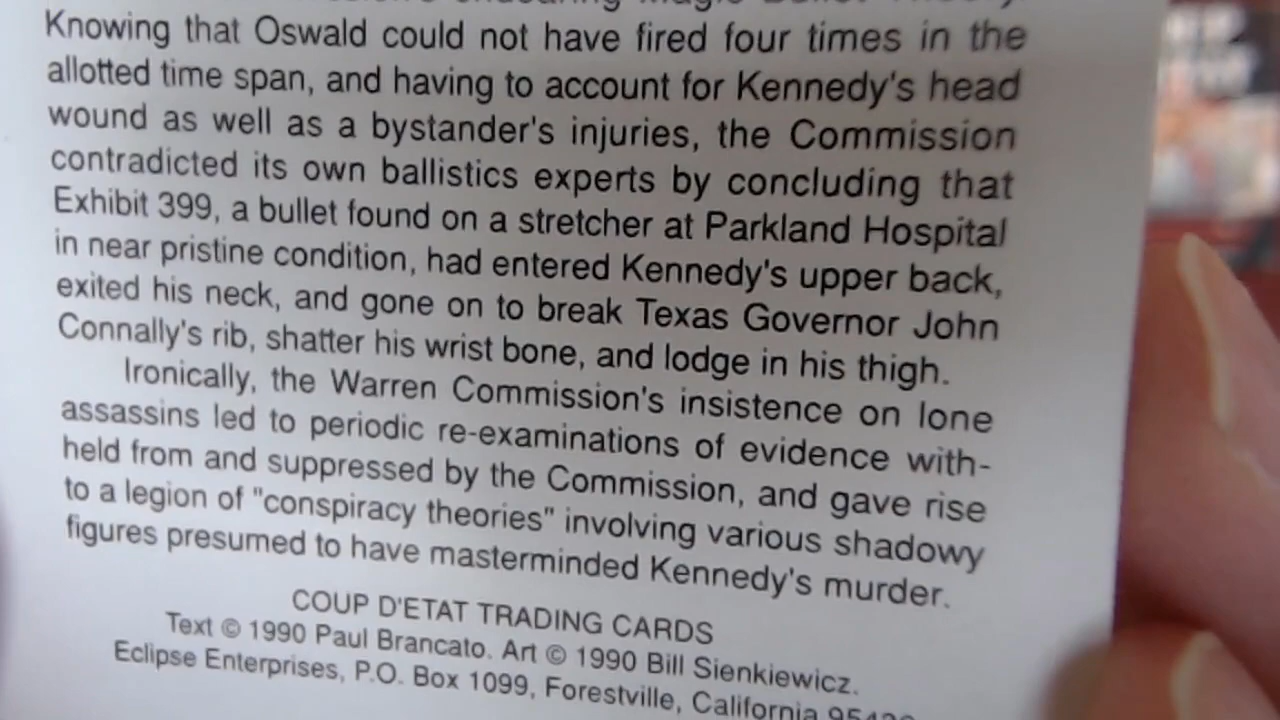 Knowing that Oswald could not have fired four times in the
allotted time span, and having to account for Kennedy's head
wound as well as a bystander's injuries, the Commission
contradicted its own ballistics experts by concluding that
Exhibit 399, a bullet found on a stretcher at Parkland Hospital
in near pristine condition, had entered Kennedy's upper back,
exited his neck, and gone on to break Texas Governor John
Connally's rib, shatter his wrist bone, and lodge in his thigh.
Ironically, the Warren Commission's insistence on lone
assassins led to periodic re-examinations of evidence with-
held from and suppressed by the Commission, and gave rise
to a legion of "conspiracy theories" involving various shadowy
figures presumed to have masterminded Kennedy's murder.
COUP D'ETAT TRADING CARDS
Text © 1990 Paul Brancato. Art © 1990 Bill Sienkiewicz.
Eclipse Enterprises, P.O. Box 1099, Forestville, California